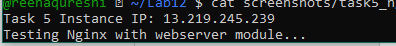 @reenaqureshi ~/Lab12 $ cat screenshots/task5_n
Task 5 Instance IP: 13.219.245.239
Testing Nginx with webserver module...